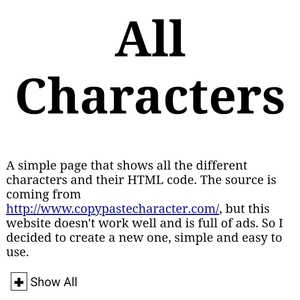 All
Characters
A simple page that shows all the different
characters and their HTML code. The source is
coming from
http://www.copypastecharacter.com/, but this
website doesn't work well and is full of ads. So I
decided to create a new one, simple and easy to
use.
Show All